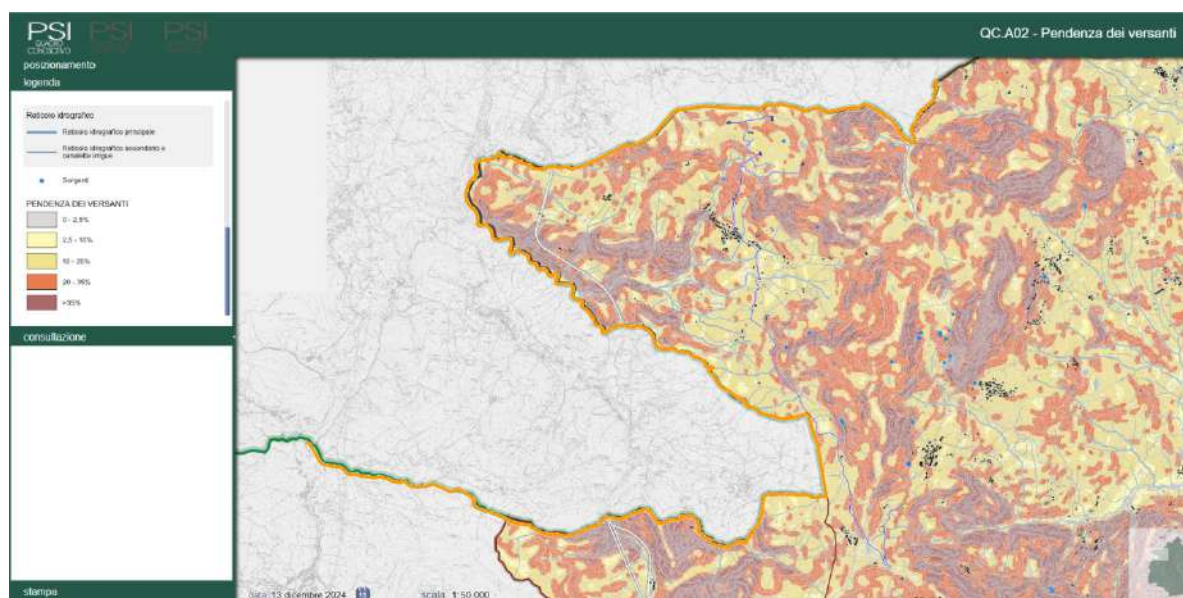 PSI
QUADRO
CONOSCITIVO
PSI
PSI
QC.A02 - Pendenza dei versanti
posizionamento
legenda
Reticolo idrografico
Reticolo idrografico principale
Reticolo idrografico secondario e
canalette irrigue
Sorgenti
PENDENZA DEI VERSANTI
0 - 2,5%
2,5 - 10%
10 - 20%
20 - 35%
>35%
consultazione
stampa
data 13 dicembre 2024
scala 1:50 000